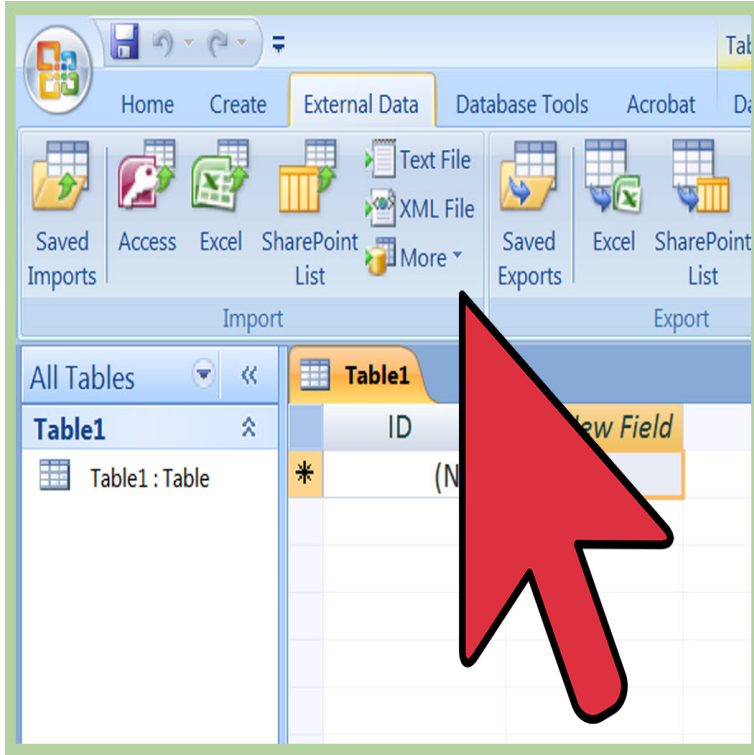 Tab
Home Create External Data Database Tools Acrobat Da
Text File
XML File
More
Saved Imports
Access
Excel
SharePoint List
Saved Exports
Excel
SharePoint List
Import
Export
All Tables
Table1
Table1
Table1 : Table
ID
ew Field
(N